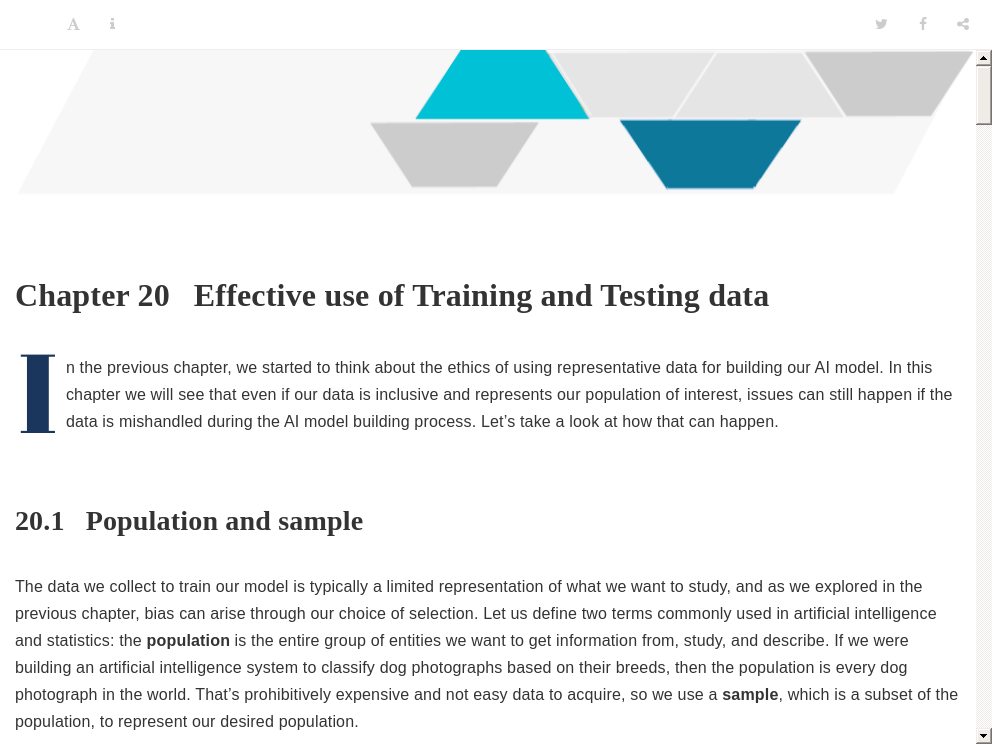 A
Chapter 20 Effective use of Training and Testing data
In the previous chapter, we started to think about the ethics of using representative data for building our AI model. In this
chapter we will see that even if our data is inclusive and represents our population of interest, issues can still happen if the
data is mishandled during the AI model building process. Let’s take a look at how that can happen.
20.1 Population and sample
The data we collect to train our model is typically a limited representation of what we want to study, and as we explored in the
previous chapter, bias can arise through our choice of selection. Let us define two terms commonly used in artificial intelligence
and statistics: the population is the entire group of entities we want to get information from, study, and describe. If we were
building an artificial intelligence system to classify dog photographs based on their breeds, then the population is every dog
photograph in the world. That’s prohibitively expensive and not easy data to acquire, so we use a sample, which is a subset of the
population, to represent our desired population.